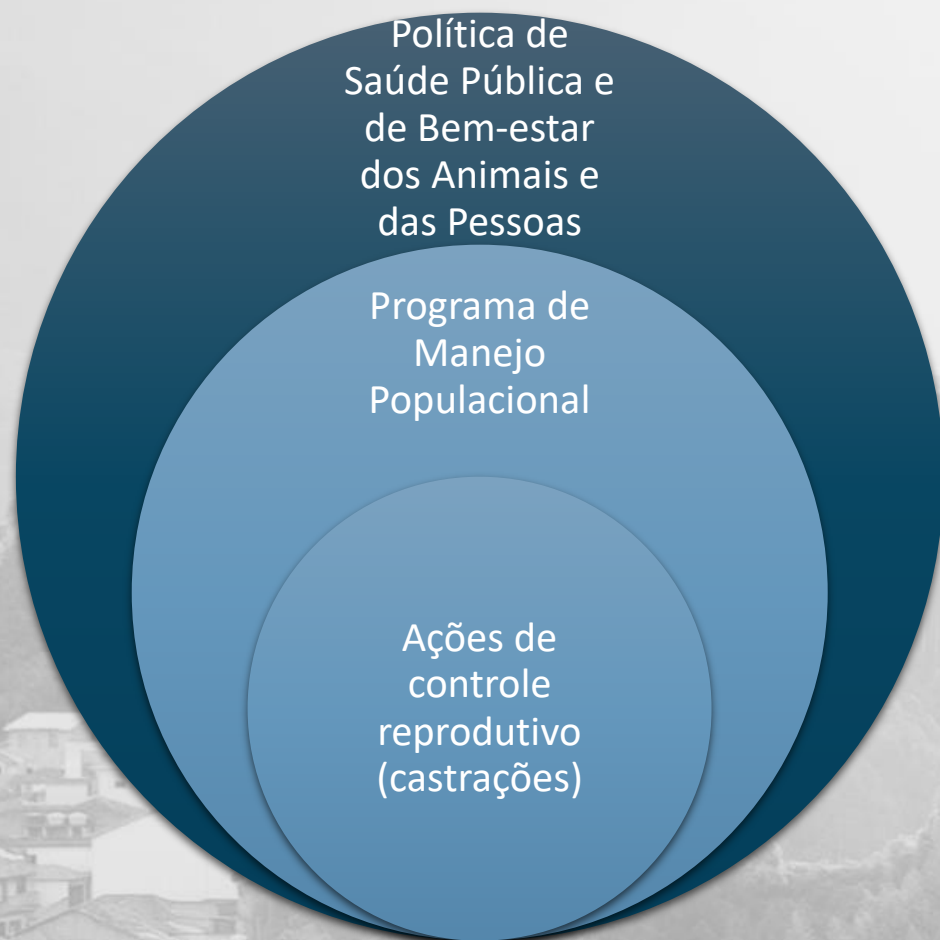 Política de
Saúde Pública e
de Bem-estar
dos Animais e
das Pessoas
Programa de
Manejo
Populacional
Ações de
controle
reprodutivo
(castrações)